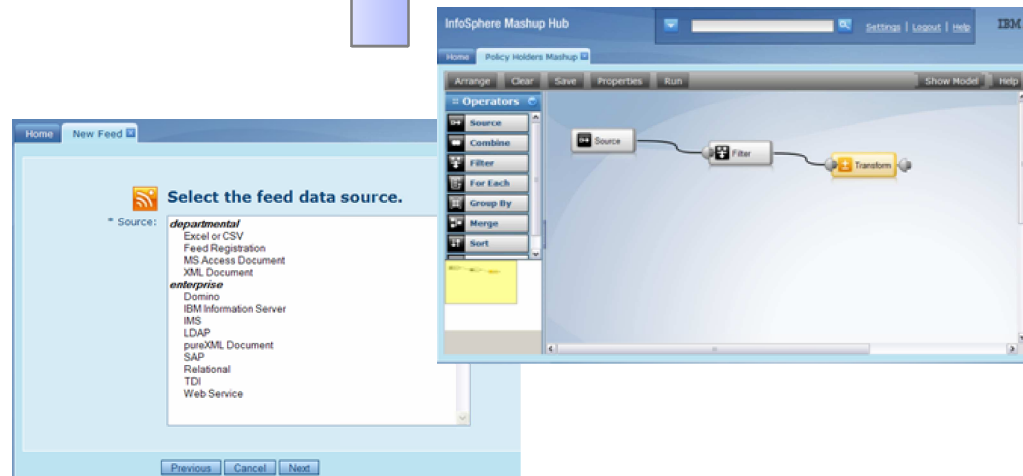 InfoSphere Mashup Hub
Settings | Logout | Help
IBM
Home
Policy Holders Mashup
Arrange
Clear
Save
Properties
Run
Show Model
Help
Operators
Source
Combine
Filter
For Each
Group By
Merge
Sort
Source
Filter
Transform
Home
New Feed
Select the feed data source.
* Source:
departmental
Excel or CSV
Feed Registration
MS Access Document
XML Document
enterprise
Domino
IBM Information Server
IMS
LDAP
pureXML Document
SAP
Relational
TDI
Web Service
Previous
Cancel
Next